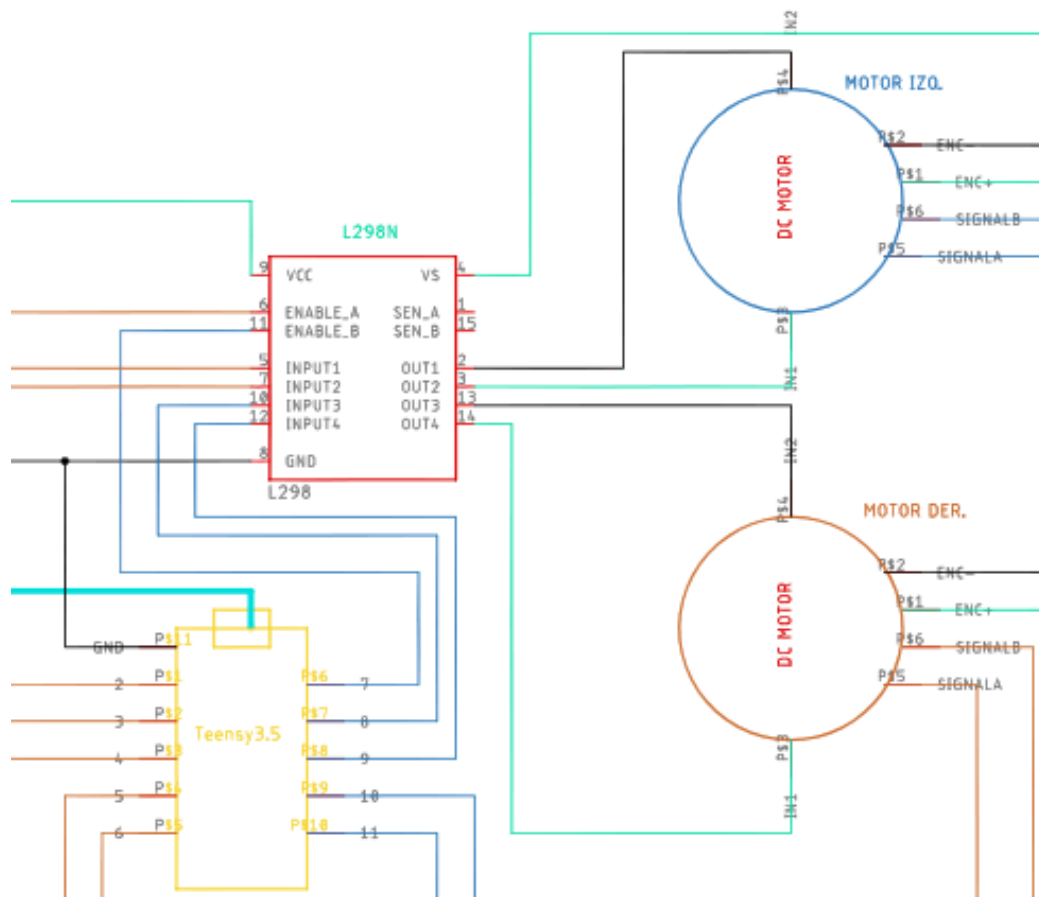 IN2
P$4
MOTOR IZQ.
P$2 ENC-
P$1 ENC+
DC MOTOR
P$6 SIGNALB
P$5 SIGNALA
P$3
IN1
L298N
9 VCC VS 4
6 ENABLE_A SEN_A 1
11 ENABLE_B SEN_B 15
5 INPUT1 OUT1 2
7 INPUT2 OUT2 3
10 INPUT3 OUT3 13
12 INPUT4 OUT4 14
8 GND
L298
IN2
P$4
MOTOR DER.
P$2 ENC-
P$1 ENC+
DC MOTOR
P$6 SIGNALB
P$5 SIGNALA
P$3
IN1
GND P$11
2 P$1 P$6 7
3 P$2 P$7 8
Teensy3.5
4 P$3 P$8 9
5 P$4 P$9 10
6 P$5 P$10 11